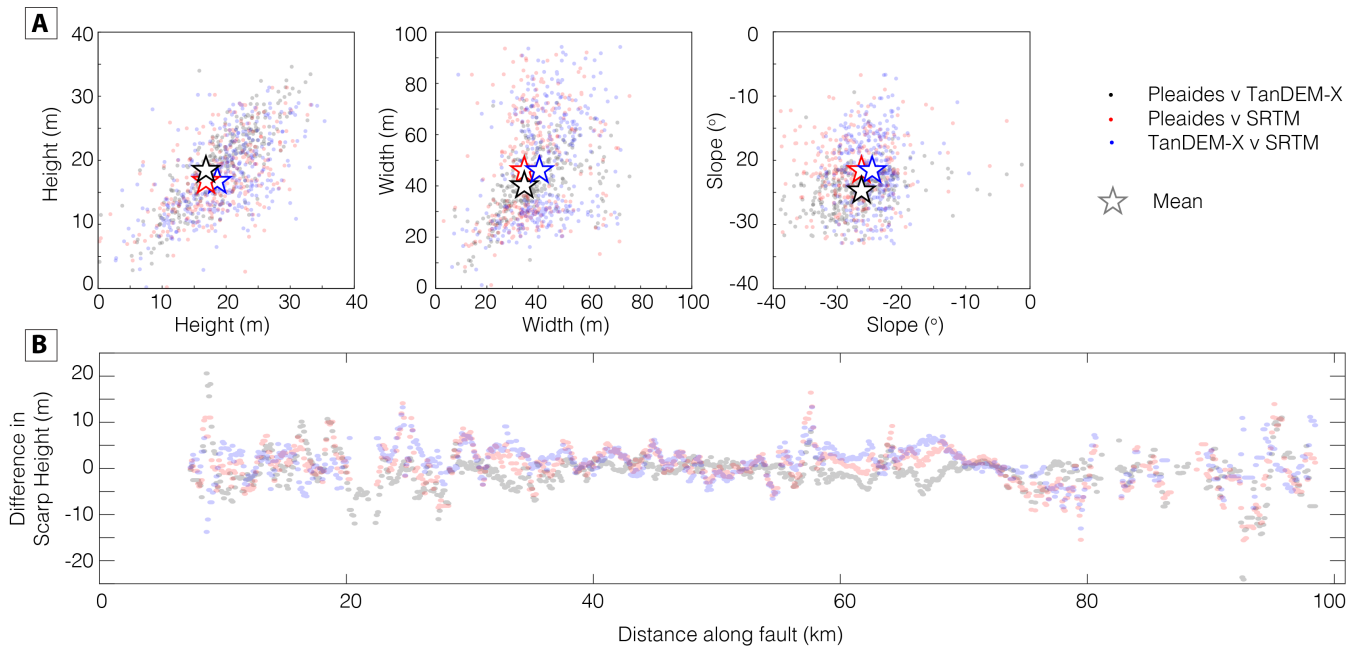 A
40
30
20
10
0
Height (m)
0
10
20
30
40
Height (m)
100
80
60
40
20
0
Width (m)
0
20
40
60
80
100
Width (m)
0
-10
-20
-30
-40
Slope (°)
-40
-30
-20
-10
0
Slope (°)
Pleaides v TanDEM-X
Pleaides v SRTM
TanDEM-X v SRTM
Mean
B
Difference in
Scarp Height (m)
20
10
0
-10
-20
0
20
40
60
80
100
Distance along fault (km)